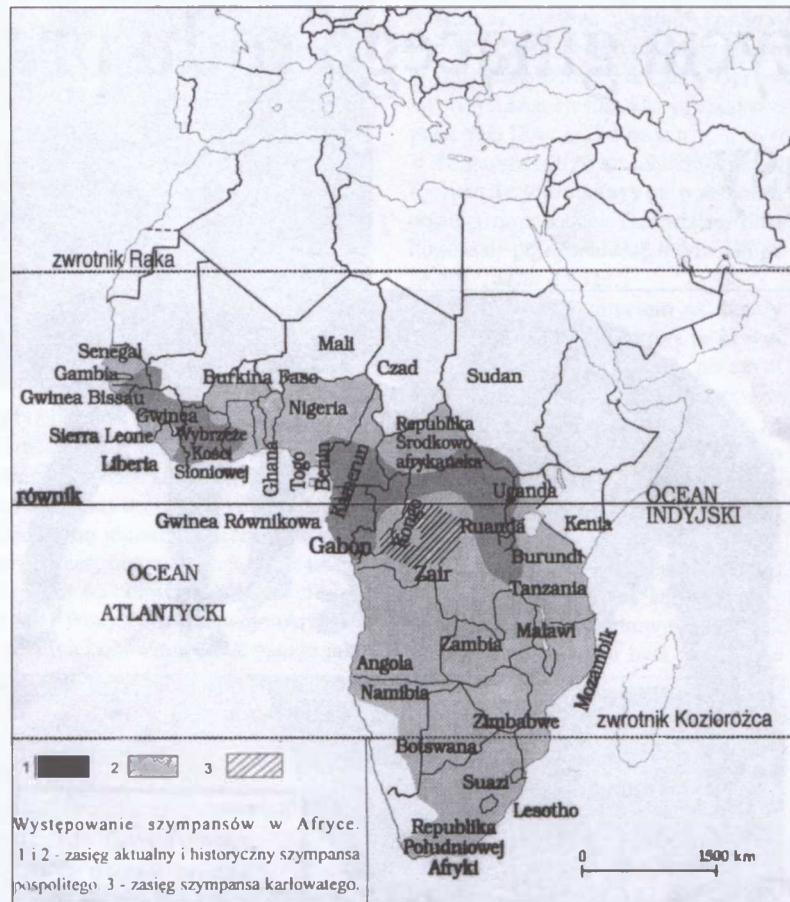 zwrotnik Raka
Mali
Czad
Sudan
Senegal
Gambia
Burkina Faso
Gwinea Bissau
Nigeria
Gwinea
Republika
Środkowo-
afrykańska
Sierra Leone
Wybrzeże
Kości
Słoniowej
Liberia
Ghana
Togo
Benin
Kamerun
Uganda
równik
OCEAN
INDYJSKI
Gwinea Równikowa
Kongo
Ruanda
Kenia
Gabon
Burundi
Zair
OCEAN
ATLANTYCKI
Tanzania
Malawi
Zambia
Angola
Mozambik
Namibia
Zimbabwe
zwrotnik Koziorożca
Botswana
1 2 3
Suazi
Lesotho
Występowanie szympansów w Afryce.
1 i 2 - zasięg aktualny i historyczny szympansa
pospolitego, 3 - zasięg szympansa karłowatego.
Republika
Południowej
Afryki
0 1500 km